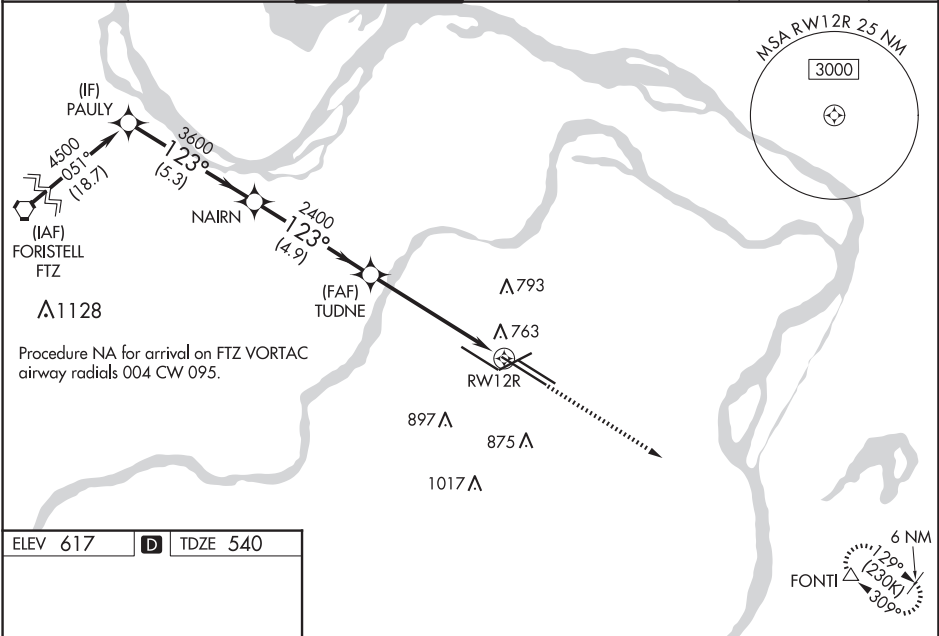 MSA RW12R 25 NM
3000
(IF)
PAULY
4500
051°
(18.7)
3600
123°
(5.3)
NAIRN
(IAF)
FORISTELL
FTZ
2400
123°
(4.9)
(FAF)
TUDNE
793
1128
763
Procedure NA for arrival on FTZ VORTAC
airway radials 004 CW 095.
RW12R
897
875
1017
ELEV 617 D TDZE 540
6 NM
129°
(230K)
FONTI
309°